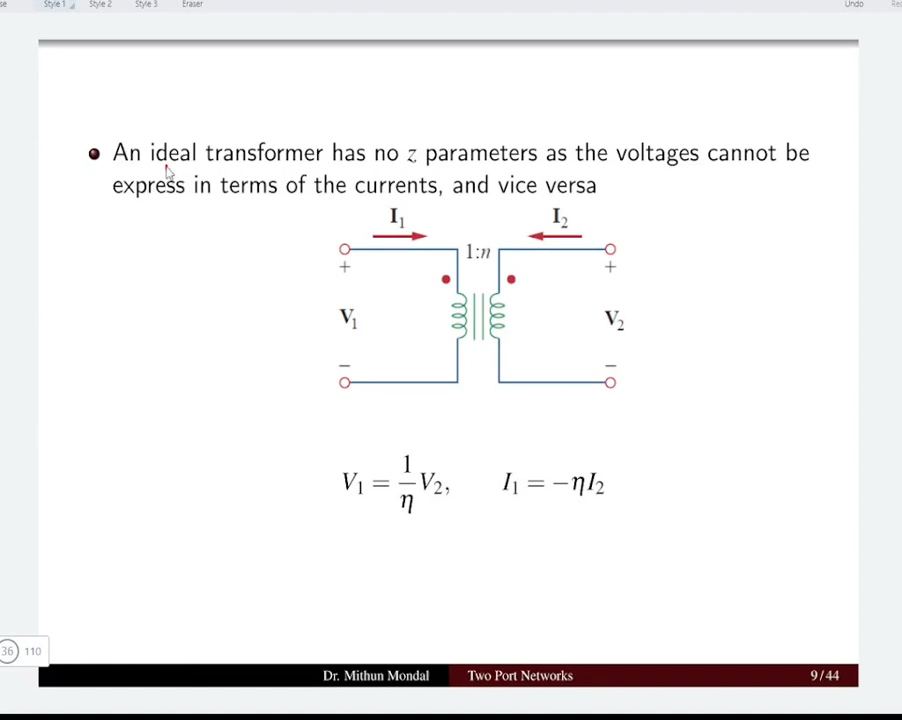 Style 1 Style 2 Style 3 Eraser Undo
An ideal transformer has no z parameters as the voltages cannot be
express in terms of the currents, and vice versa
I₁ I₂
1:n
+ +
V₁ V₂
− −
V₁ = 1/η V₂, I₁ = −ηI₂
36 110
Dr. Mithun Mondal Two Port Networks 9/44